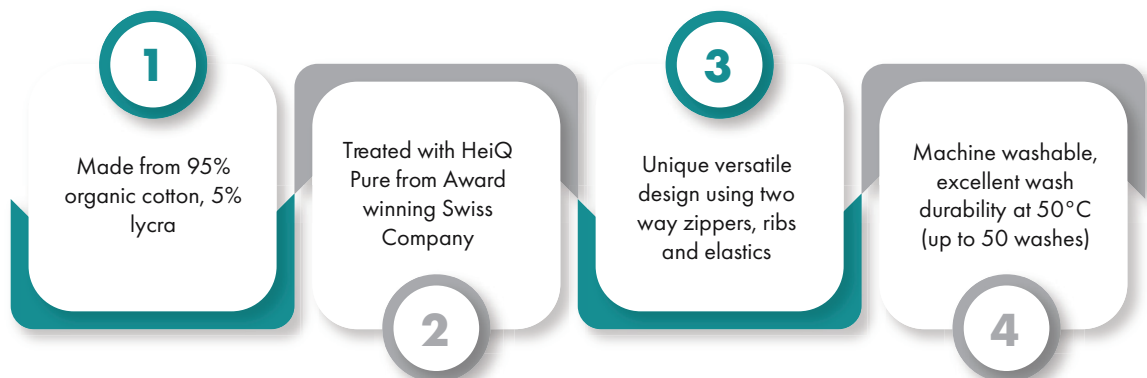 1
Made from 95%
organic cotton, 5%
lycra
Treated with HeiQ
Pure from Award
winning Swiss
Company
2
3
Unique versatile
design using two
way zippers, ribs
and elastics
Machine washable,
excellent wash
durability at 50°C
(up to 50 washes)
4